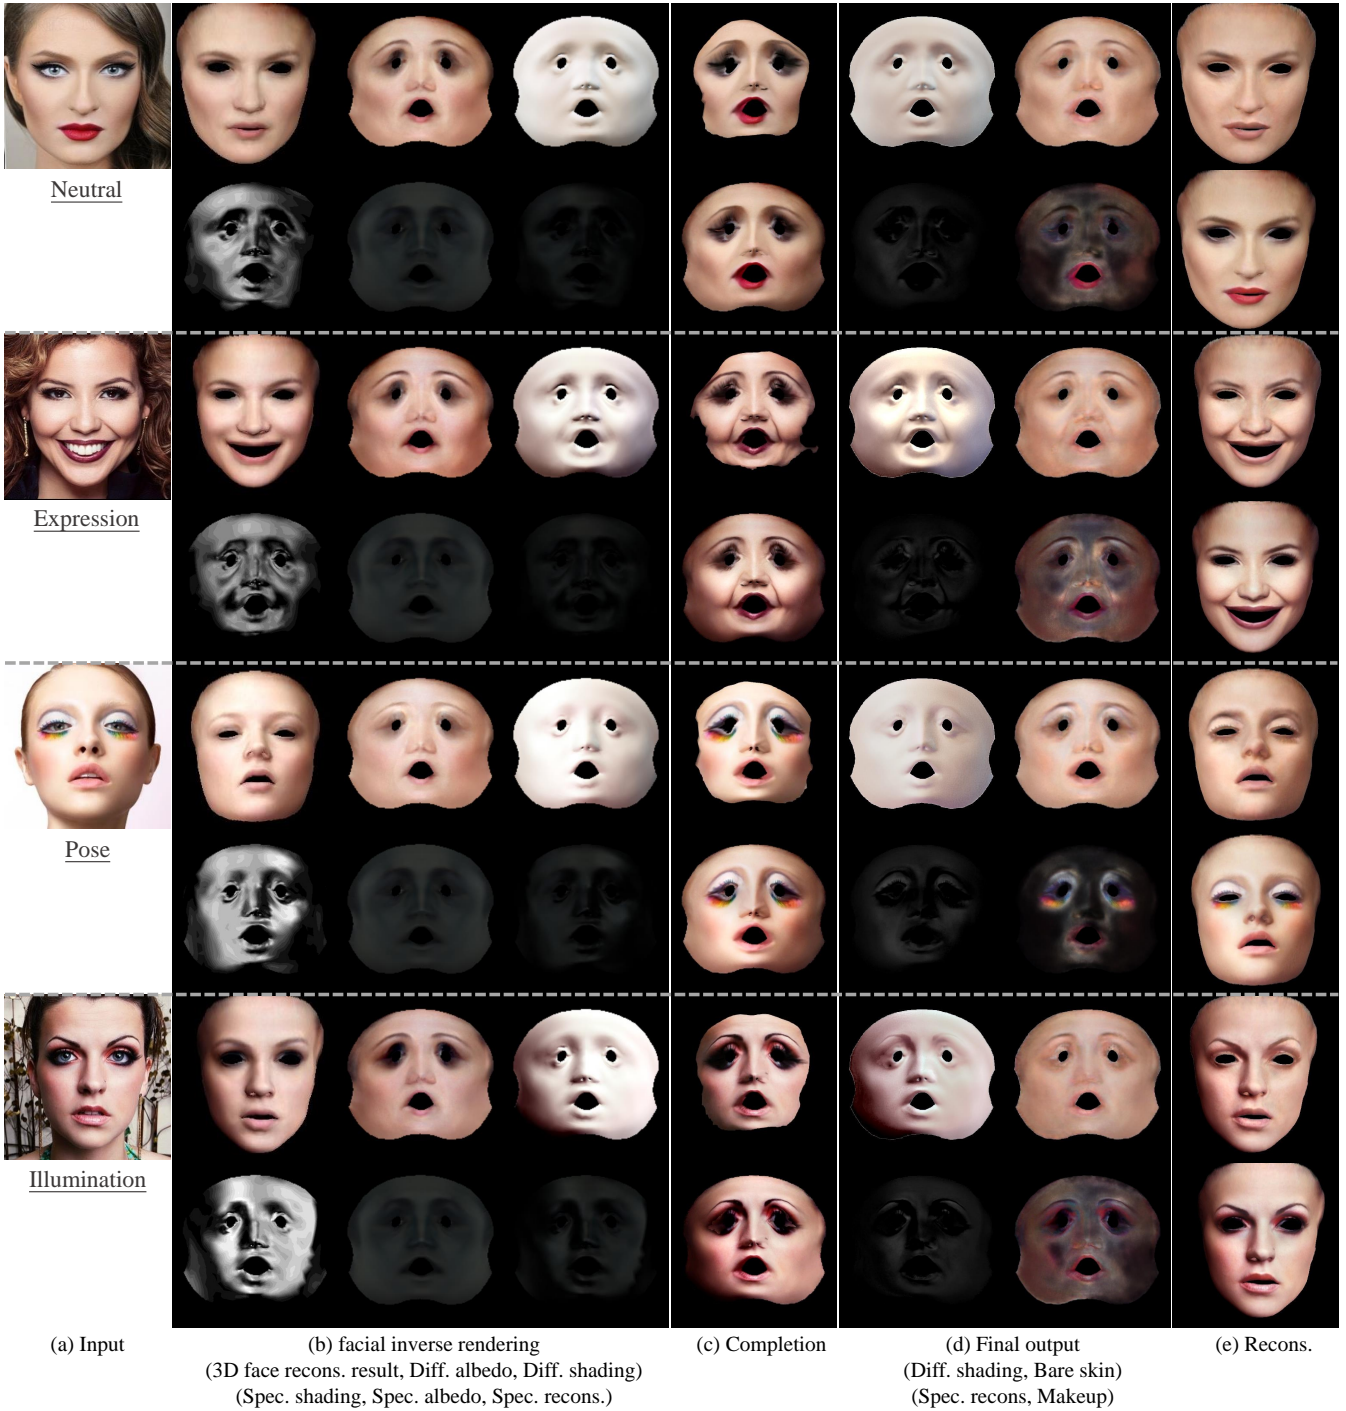 Neutral
Expression
Pose
Illumination
(a) Input
(b) facial inverse rendering
(3D face recons. result, Diff. albedo, Diff. shading)
(Spec. shading, Spec. albedo, Spec. recons.)
(c) Completion
(d) Final output
(Diff. shading, Bare skin)
(Spec. recons, Makeup)
(e) Recons.